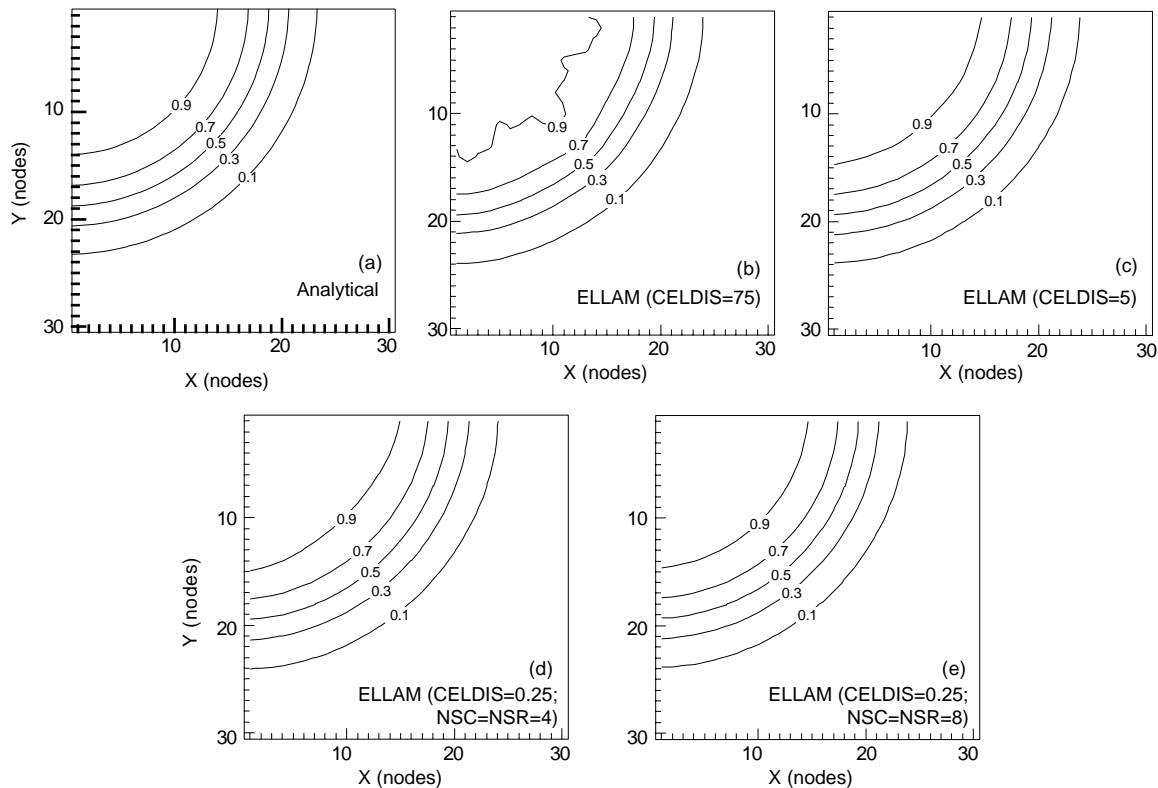 0.9
0.7
0.5
0.3
0.1
10
20
30
Y (nodes)
(a)
Analytical
10
20
30
X (nodes)
0.9
0.7
0.5
0.3
0.1
10
20
30
(b)
ELLAM (CELDIS=75)
10
20
30
X (nodes)
0.9
0.7
0.5
0.3
0.1
10
20
30
(c)
ELLAM (CELDIS=5)
10
20
30
X (nodes)
0.9
0.7
0.5
0.3
0.1
10
20
30
Y (nodes)
(d)
ELLAM (CELDIS=0.25;
NSC=NSR=4)
10
20
30
X (nodes)
0.9
0.7
0.5
0.3
0.1
10
20
30
(e)
ELLAM (CELDIS=0.25;
NSC=NSR=8)
10
20
30
X (nodes)